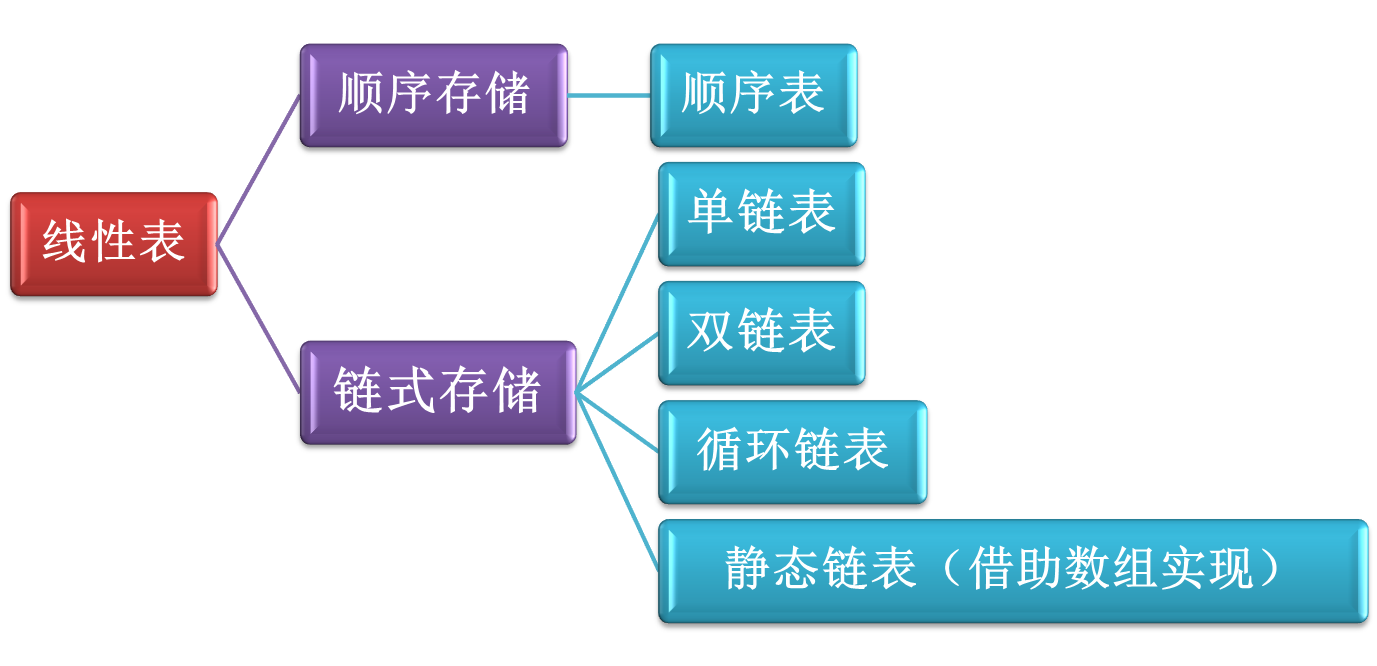 线性表
顺序存储
顺序表
链式存储
单链表
双链表
循环链表
静态链表（借助数组实现）